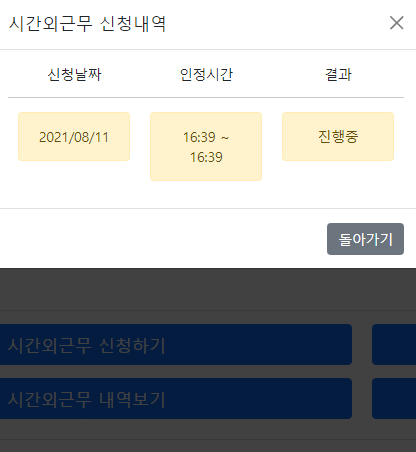 시간외근무 신청내역
신청날짜 인정시간 결과
2021/08/11 16:39 ~ 진행중
16:39
돌아가기
시간외근무 신청하기
시간외근무 내역보기